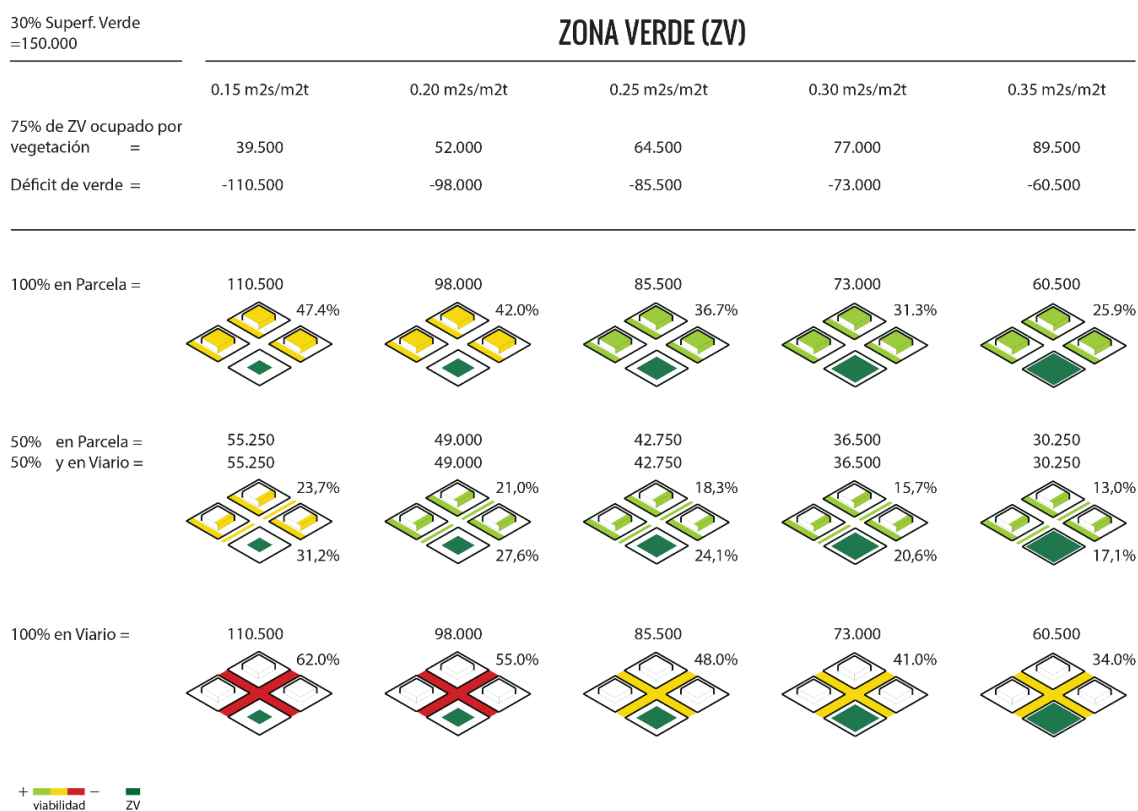 30% Superf. Verde
=150.000
ZONA VERDE (ZV)
0.15 m2s/m2t 0.20 m2s/m2t 0.25 m2s/m2t 0.30 m2s/m2t 0.35 m2s/m2t
75% de ZV ocupado por
vegetación = 39.500 52.000 64.500 77.000 89.500
Déficit de verde = -110.500 -98.000 -85.500 -73.000 -60.500
100% en Parcela = 110.500 98.000 85.500 73.000 60.500
47.4% 42.0% 36.7% 31.3% 25.9%
50% en Parcela = 55.250 49.000 42.750 36.500 30.250
50% y en Viario = 55.250 49.000 42.750 36.500 30.250
23,7% 21,0% 18,3% 15,7% 13,0%
31,2% 27,6% 24,1% 20,6% 17,1%
100% en Viario = 110.500 98.000 85.500 73.000 60.500
62.0% 55.0% 48.0% 41.0% 34.0%
+ −
viabilidad ZV